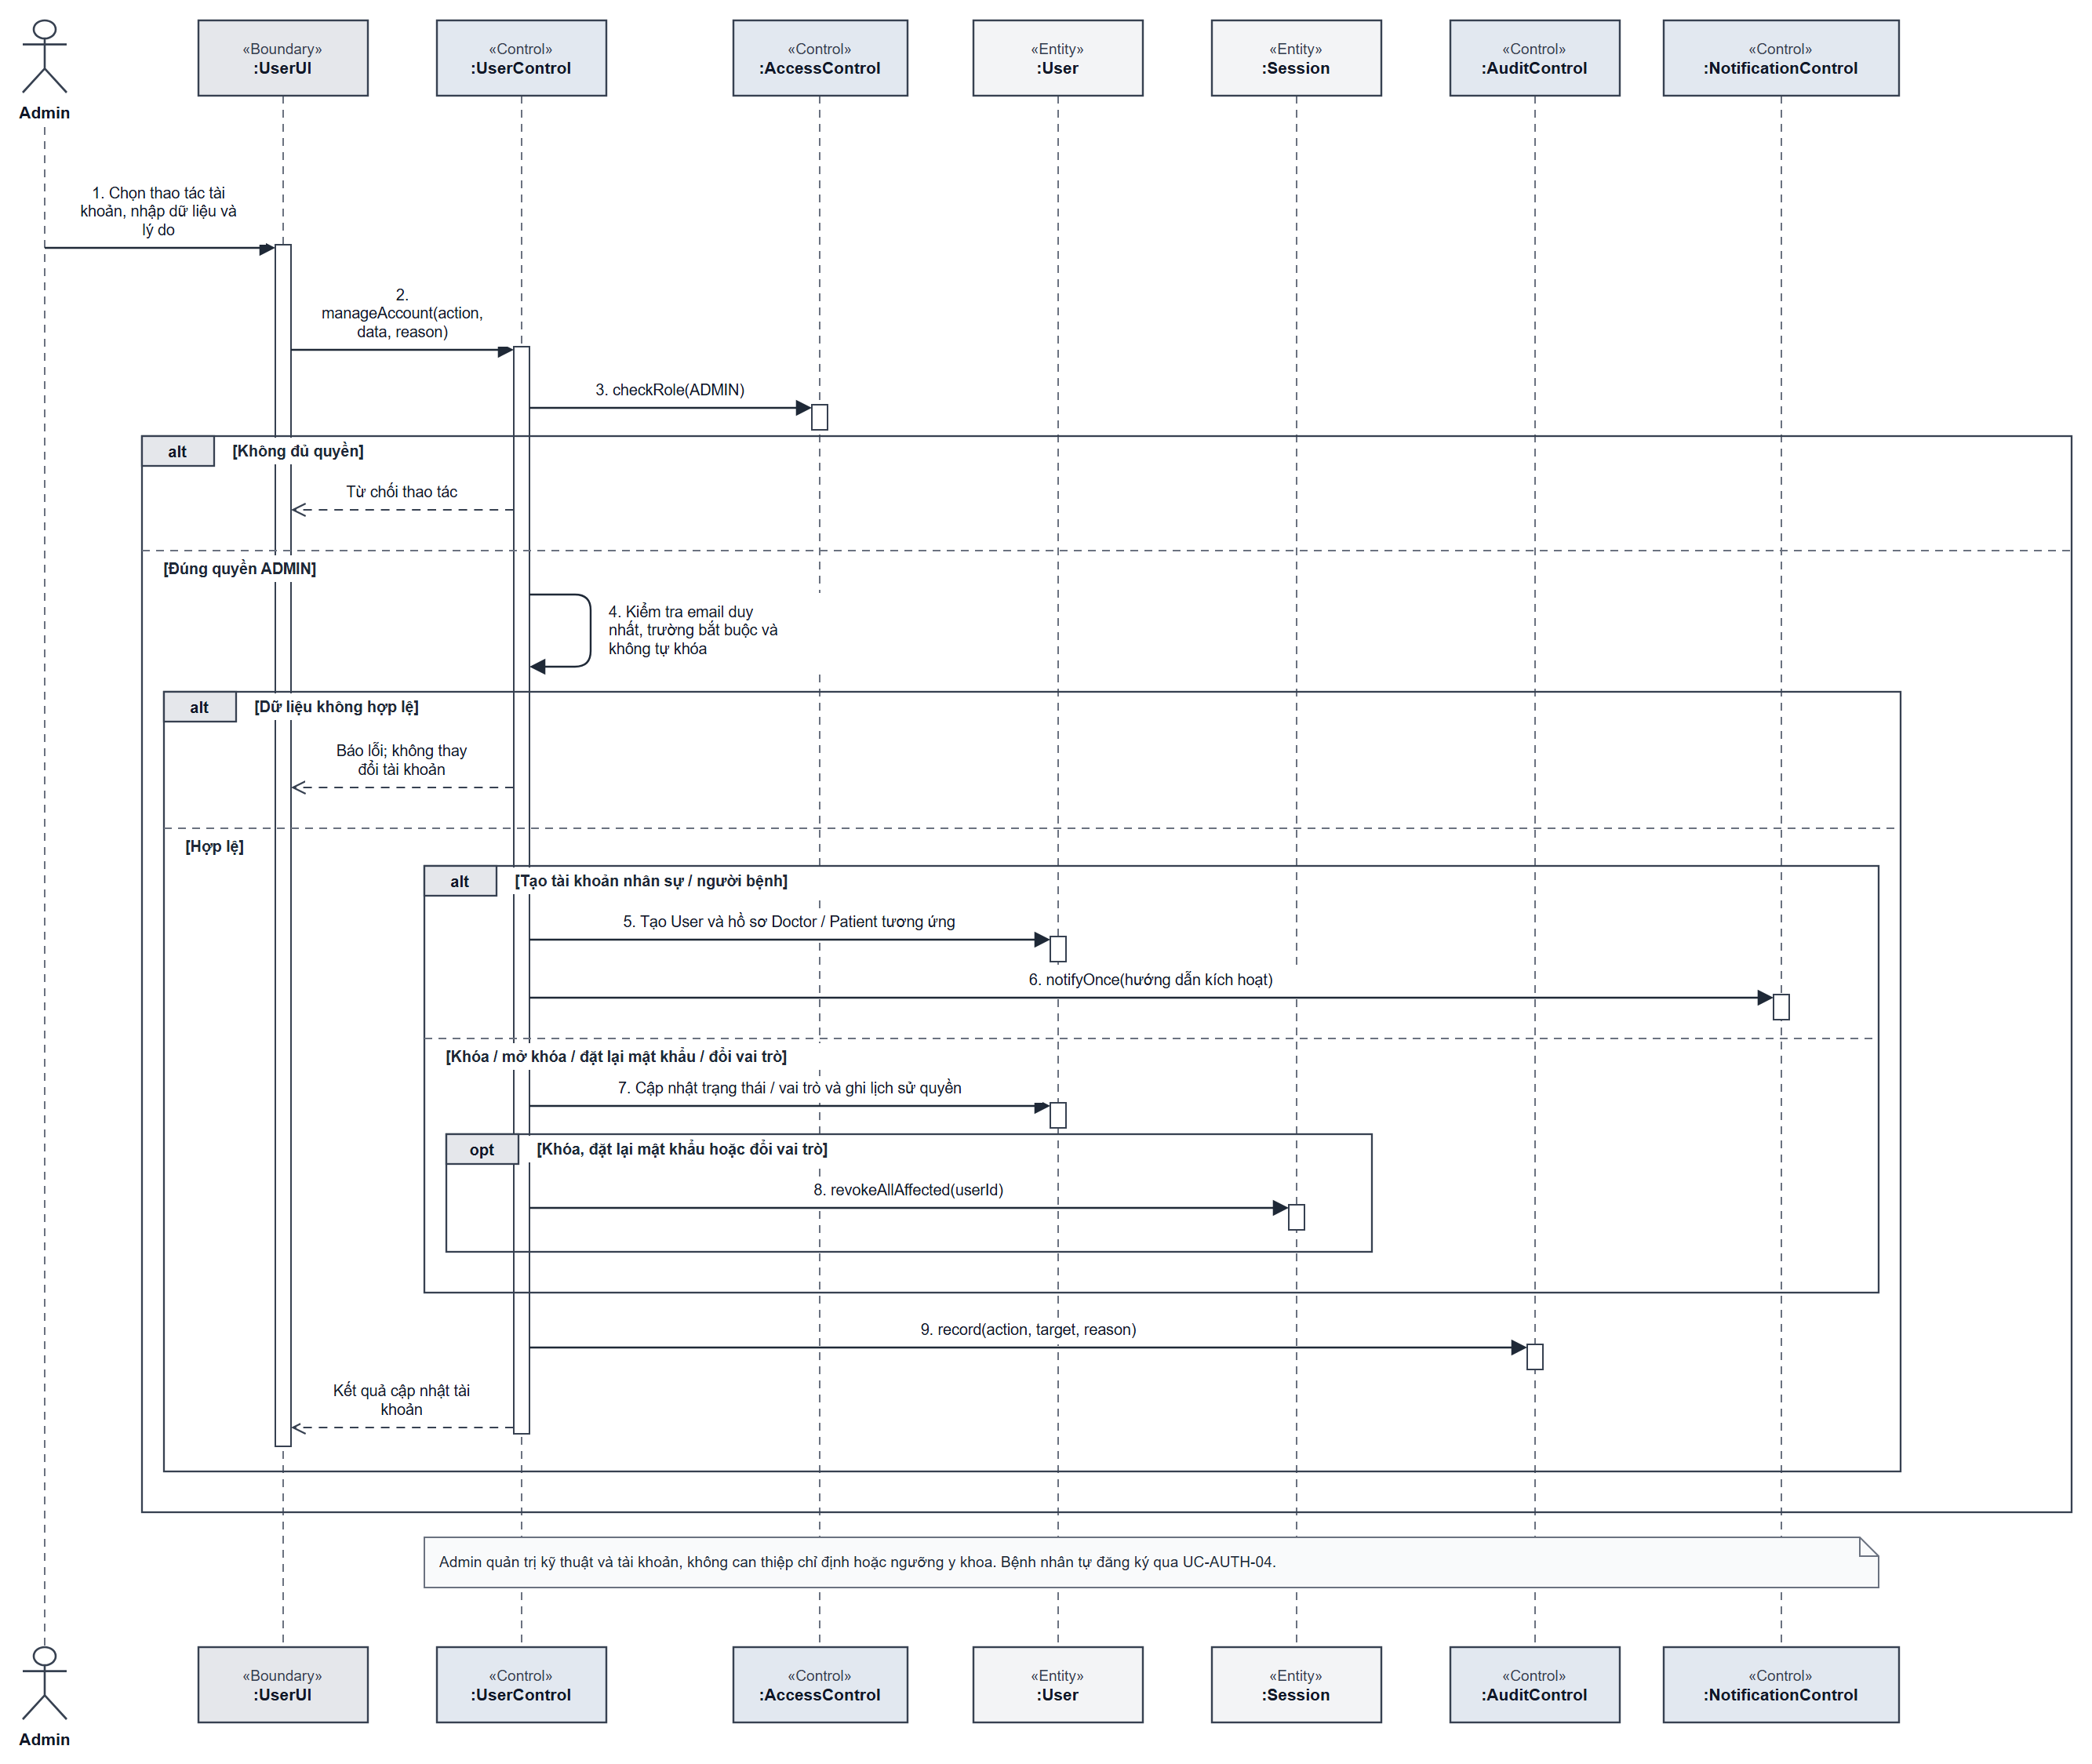 «Boundary»
:UserUI
«Control»
:UserControl
«Control»
:AccessControl
«Entity»
:User
«Entity»
:Session
«Control»
:AuditControl
«Control»
:NotificationControl
Admin
1. Chọn thao tác tài
khoản, nhập dữ liệu và
lý do
2.
manageAccount(action,
data, reason)
3. checkRole(ADMIN)
alt
[Không đủ quyền]
Từ chối thao tác
[Đúng quyền ADMIN]
4. Kiểm tra email duy
nhất, trường bắt buộc và
không tự khóa
alt
[Dữ liệu không hợp lệ]
Báo lỗi; không thay
đổi tài khoản
[Hợp lệ]
alt
[Tạo tài khoản nhân sự / người bệnh]
5. Tạo User và hồ sơ Doctor / Patient tương ứng
6. notifyOnce(hướng dẫn kích hoạt)
[Khóa / mở khóa / đặt lại mật khẩu / đổi vai trò]
7. Cập nhật trạng thái / vai trò và ghi lịch sử quyền
opt
[Khóa, đặt lại mật khẩu hoặc đổi vai trò]
8. revokeAllAffected(userId)
9. record(action, target, reason)
Kết quả cập nhật tài
khoản
Admin quản trị kỹ thuật và tài khoản, không can thiệp chỉ định hoặc ngưỡng y khoa. Bệnh nhân tự đăng ký qua UC-AUTH-04.
«Boundary»
:UserUI
«Control»
:UserControl
«Control»
:AccessControl
«Entity»
:User
«Entity»
:Session
«Control»
:AuditControl
«Control»
:NotificationControl
Admin